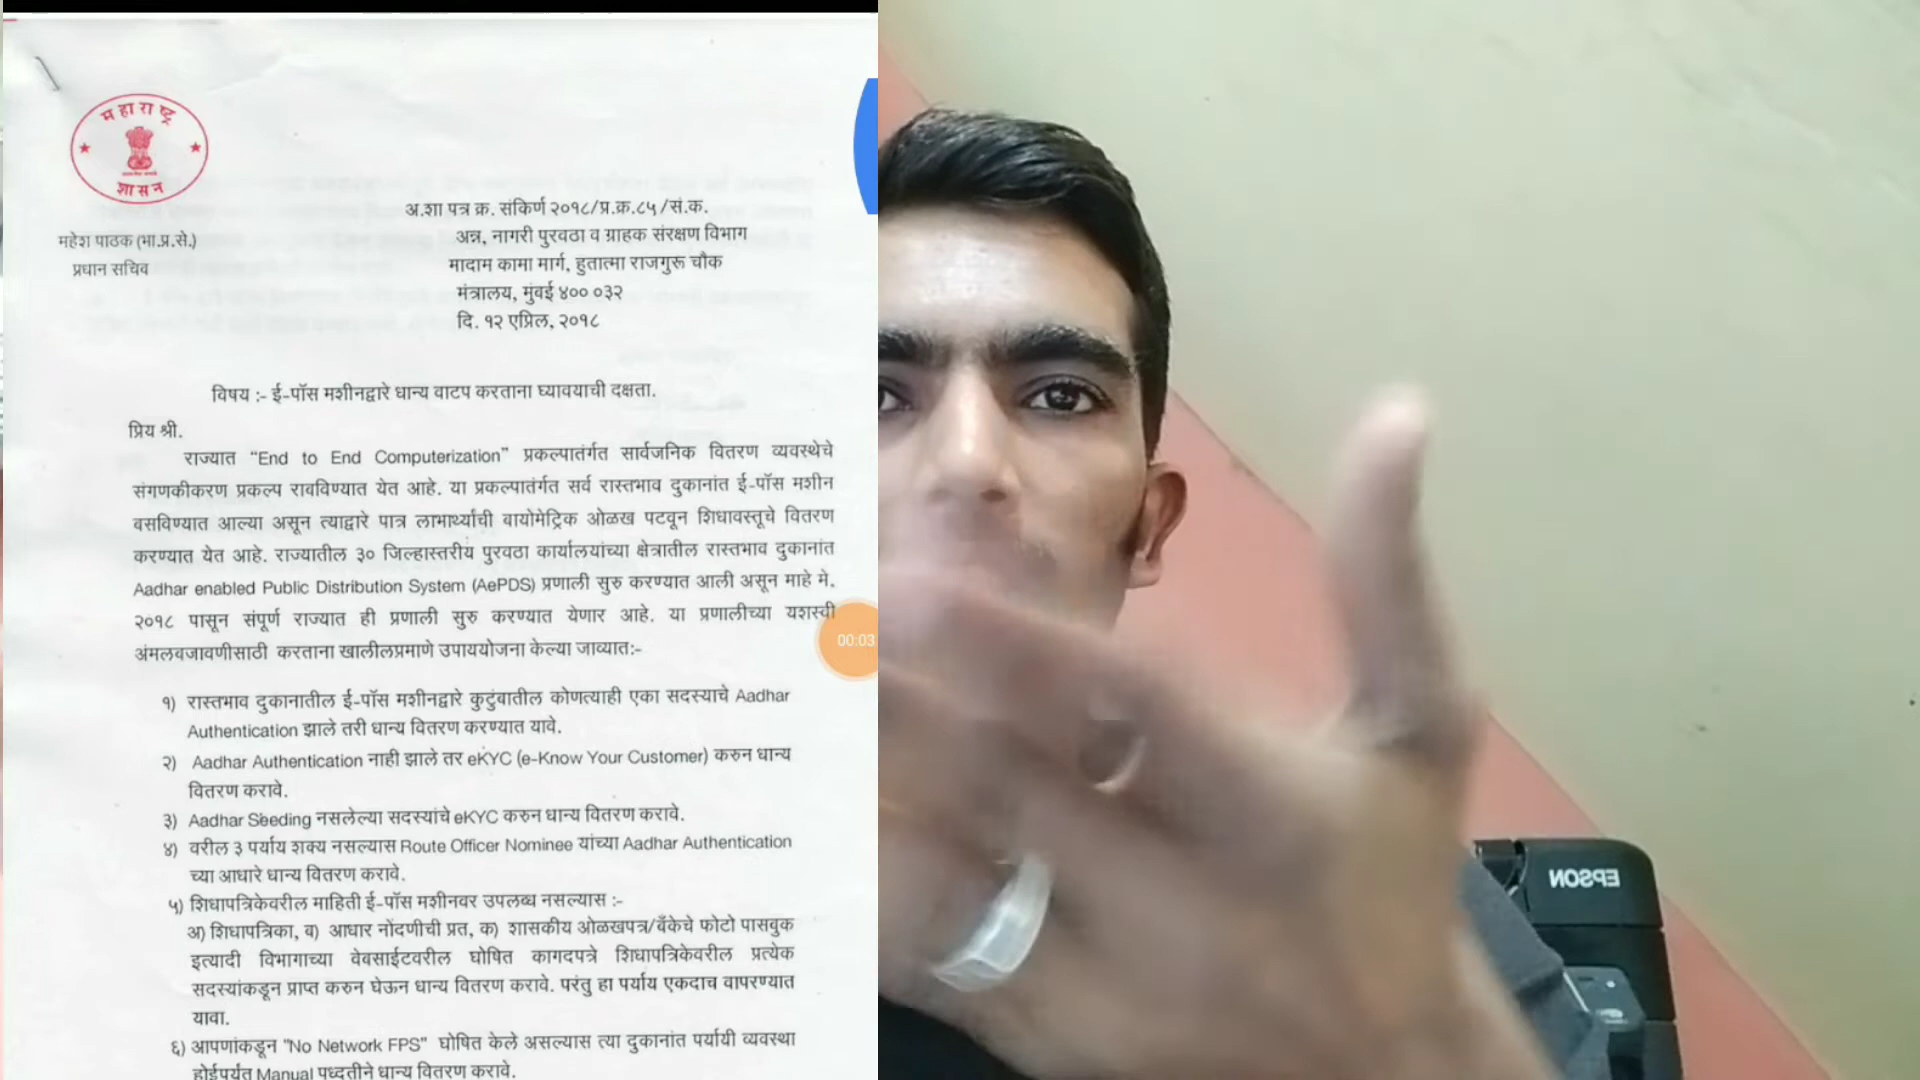 महाराष्ट्र
शासन
महेश पाठक (भा.प्र.से.)
प्रधान सचिव
अ.शा पत्र क्र. संकिर्ण २०१८/प्र.क्र.८५/सं.क.
अन्न, नागरी पुरवठा व ग्राहक संरक्षण विभाग
मादाम कामा मार्ग, हुतात्मा राजगुरू चौक
मंत्रालय, मुंबई ४०० ०३२
दि. १२ एप्रिल, २०१८
विषय :- ई-पॉस मशीनद्वारे धान्य वाटप करताना घ्यावयाची दक्षता.
प्रिय श्री.
राज्यात “End to End Computerization” प्रकल्पातंर्गत सार्वजनिक वितरण व्यवस्थेचे
संगणकीकरण प्रकल्प राबविण्यात येत आहे. या प्रकल्पातंर्गत सर्व रास्तभाव दुकानांत ई-पॉस मशीन
बसविण्यात आल्या असून त्याद्वारे पात्र लाभार्थ्यांची बायोमेट्रिक ओळख पटवून शिधावस्तूचे वितरण
करण्यात येत आहे. राज्यातील ३० जिल्हास्तरीय पुरवठा कार्यालयांच्या क्षेत्रातील रास्तभाव दुकानांत
Aadhar enabled Public Distribution System (AePDS) प्रणाली सुरु करण्यात आली असून माहे मे.
२०१८ पासून संपूर्ण राज्यात ही प्रणाली सुरु करण्यात येणार आहे. या प्रणालीच्या यशस्वी
अंमलबजावणीसाठी करताना खालीलप्रमाणे उपाययोजना केल्या जाव्यात:-
00:03
१) रास्तभाव दुकानातील ई-पॉस मशीनद्वारे कुटुंबातील कोणत्याही एका सदस्याचे Aadhar
Authentication झाले तरी धान्य वितरण करण्यात यावे.
२) Aadhar Authentication नाही झाले तर eKYC (e-Know Your Customer) करुन धान्य
वितरण करावे.
३) Aadhar Seeding नसलेल्या सदस्यांचे eKYC करुन धान्य वितरण करावे.
४) वरील ३ पर्याय शक्य नसल्यास Route Officer Nominee यांच्या Aadhar Authentication
च्या आधारे धान्य वितरण करावे.
५) शिधापत्रिकेवरील माहिती ई-पॉस मशीनवर उपलब्ध नसल्यास :-
अ) शिधापत्रिका, ब) आधार नोंदणीची प्रत, क) शासकीय ओळखपत्र/बँकेचे फोटो पासबुक
इत्यादी विभागाच्या वेबसाईटवरील घोषित कागदपत्रे शिधापत्रिकेवरील प्रत्येक
सदस्यांकडून प्राप्त करुन घेऊन धान्य वितरण करावे. परंतु हा पर्याय एकदाच वापरण्यात
यावा.
६) आपणांकडून "No Network FPS" घोषित केले असल्यास त्या दुकानांत पर्यायी व्यवस्था
होईपर्यंत Manual पध्दतीने धान्य वितरण करावे.
EPSON